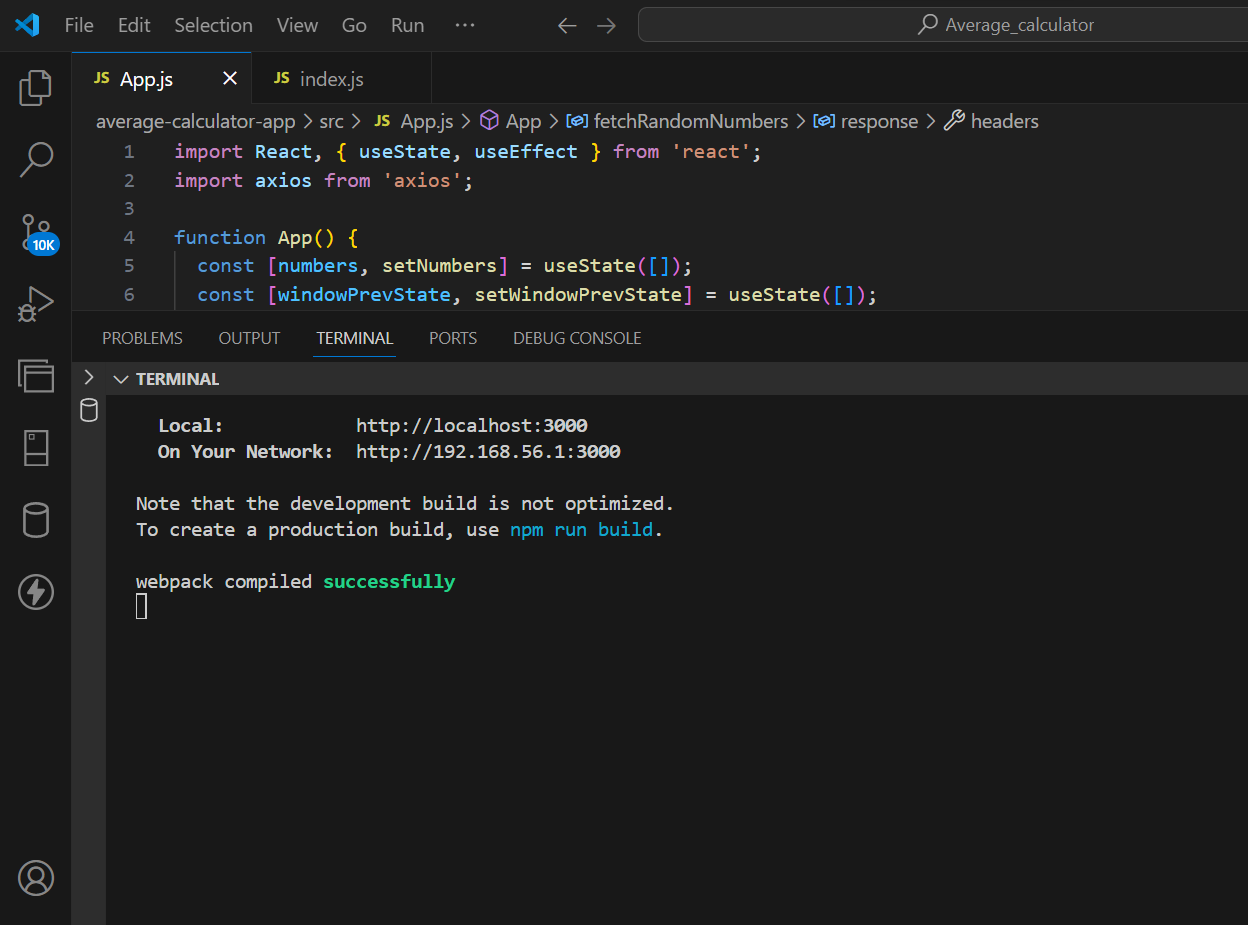 File Edit Selection View Go Run ··· Average_calculator
JS App.js JS index.js
average-calculator-app > src > JS App.js > App > fetchRandomNumbers > response > headers
1 import React, { useState, useEffect } from 'react';
2 import axios from 'axios';
3
4 function App() {
5 const [numbers, setNumbers] = useState([]);
6 const [windowPrevState, setWindowPrevState] = useState([]);
10K
PROBLEMS OUTPUT TERMINAL PORTS DEBUG CONSOLE
TERMINAL
Local: http://localhost:3000
On Your Network: http://192.168.56.1:3000
Note that the development build is not optimized.
To create a production build, use npm run build.
webpack compiled successfully